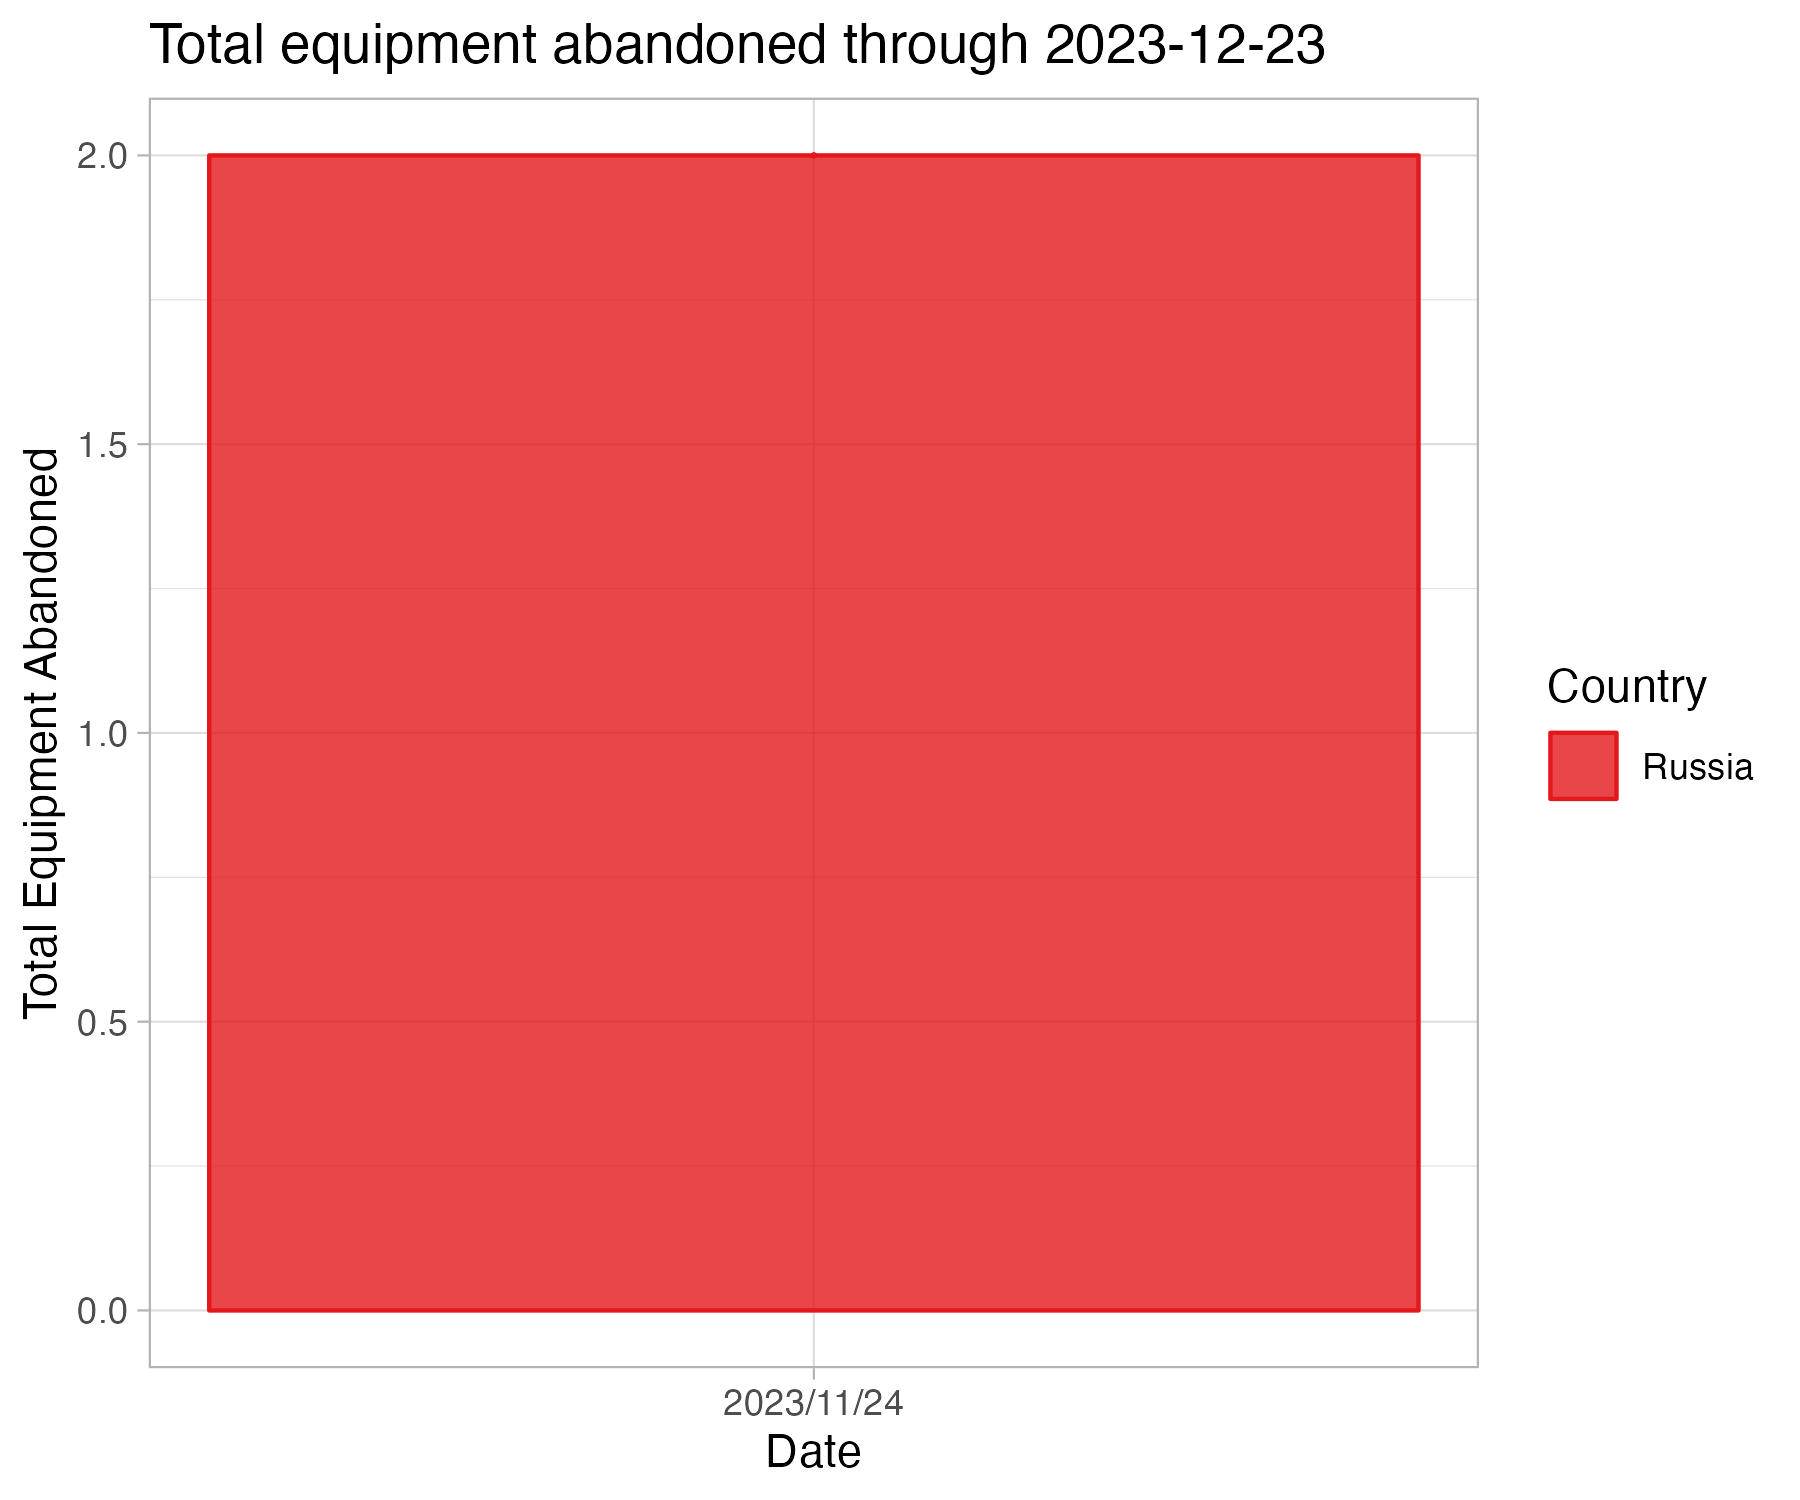 Total equipment abandoned through 2023-12-23
Total Equipment Abandoned
2.0
1.5
1.0
0.5
0.0
2023/11/24
Date
Country
Russia